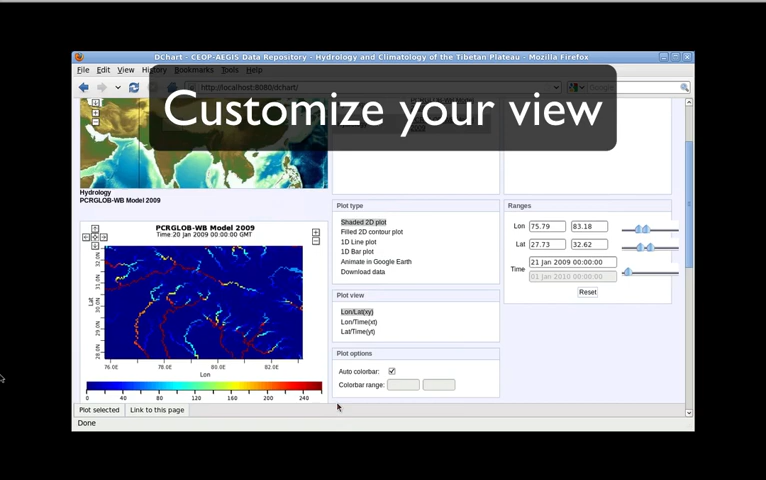 DChart - CEOP-AEGIS Data Repository - Hydrology and Climatology of the Tibetan Plateau - Mozilla Firefox
File Edit View History Bookmarks Tools Help
http://localhost:8080/dchart/
Google
Customize your view
Hydrology
PCRGLOB-WB Model 2009
PCRGLOB-WB Model 2009
Time 20 Jan 2009 00:00:00 GMT
Lat
32.0N
31.0N
30.0N
29.0N
28.0N
76.0E 78.0E 80.0E 82.0E
Lon
0 40 80 120 160 200 240
Plot type
Shaded 2D plot
Filled 2D contour plot
1D Line plot
1D Bar plot
Animate in Google Earth
Download data
Plot view
Lon/Lat(xy)
Lon/Time(xt)
Lat/Time(yt)
Plot options
Auto colorbar:
Colorbar range:
Ranges
Lon 75.79 83.18
Lat 27.73 32.62
Time 21 Jan 2009 00:00:00
01 Jan 2010 00:00:00
Reset
Plot selected Link to this page
Done